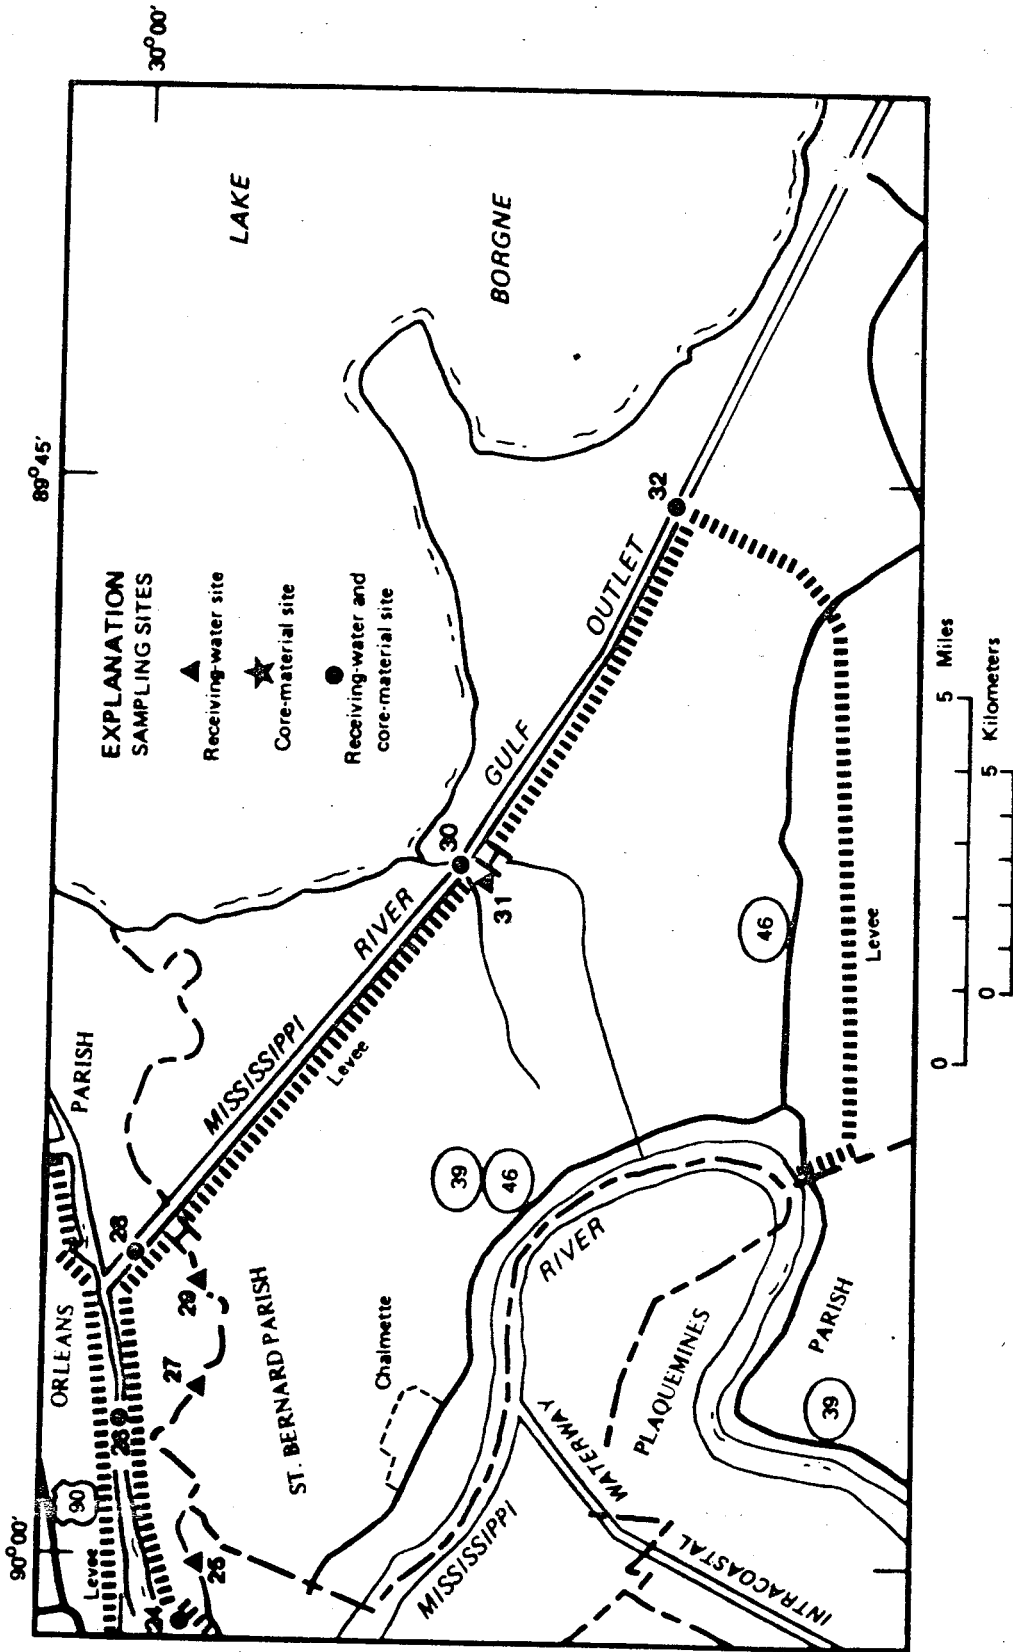 90°00'
89°45'
30°00'
EXPLANATION
SAMPLING SITES
Receiving-water site
Core-material site
Receiving-water and
core-material site
LAKE
BORGNE
ORLEANS
PARISH
90
Levee
24
27
28
29
MISSISSIPPI
RIVER
GULF
OUTLET
Levee
30
31
32
ST. BERNARD PARISH
Chalmette
39
46
RIVER
MISSISSIPPI
WATERWAY
INTRACOASTAL
PLAQUEMINES
PARISH
39
46
Levee
0
5
Miles
0
5
Kilometers